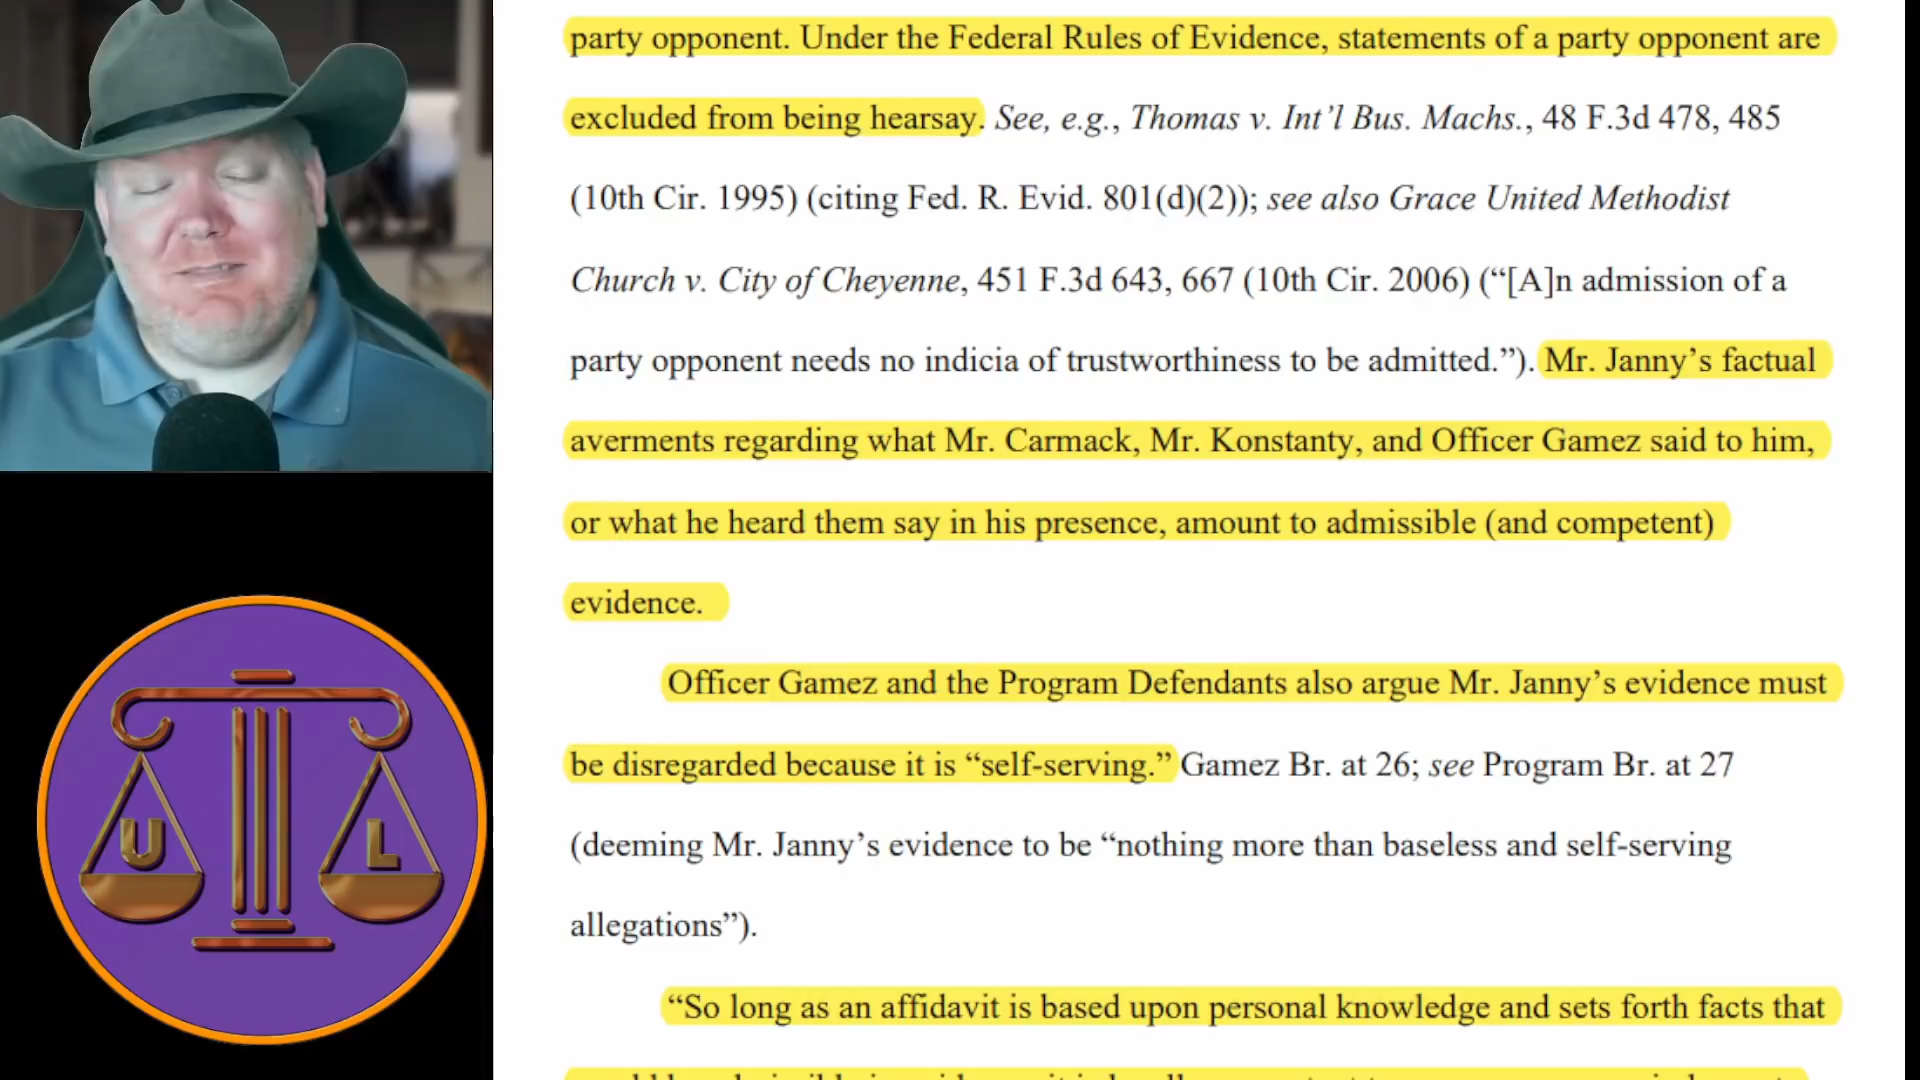 party opponent. Under the Federal Rules of Evidence, statements of a party opponent are
excluded from being hearsay. See, e.g., Thomas v. Int’l Bus. Machs., 48 F.3d 478, 485
(10th Cir. 1995) (citing Fed. R. Evid. 801(d)(2)); see also Grace United Methodist
Church v. City of Cheyenne, 451 F.3d 643, 667 (10th Cir. 2006) (“[A]n admission of a
party opponent needs no indicia of trustworthiness to be admitted.”). Mr. Janny’s factual
averments regarding what Mr. Carmack, Mr. Konstanty, and Officer Gamez said to him,
or what he heard them say in his presence, amount to admissible (and competent)
evidence.
Officer Gamez and the Program Defendants also argue Mr. Janny’s evidence must
be disregarded because it is “self-serving.” Gamez Br. at 26; see Program Br. at 27
(deeming Mr. Janny’s evidence to be “nothing more than baseless and self-serving
allegations”).
“So long as an affidavit is based upon personal knowledge and sets forth facts that
U L